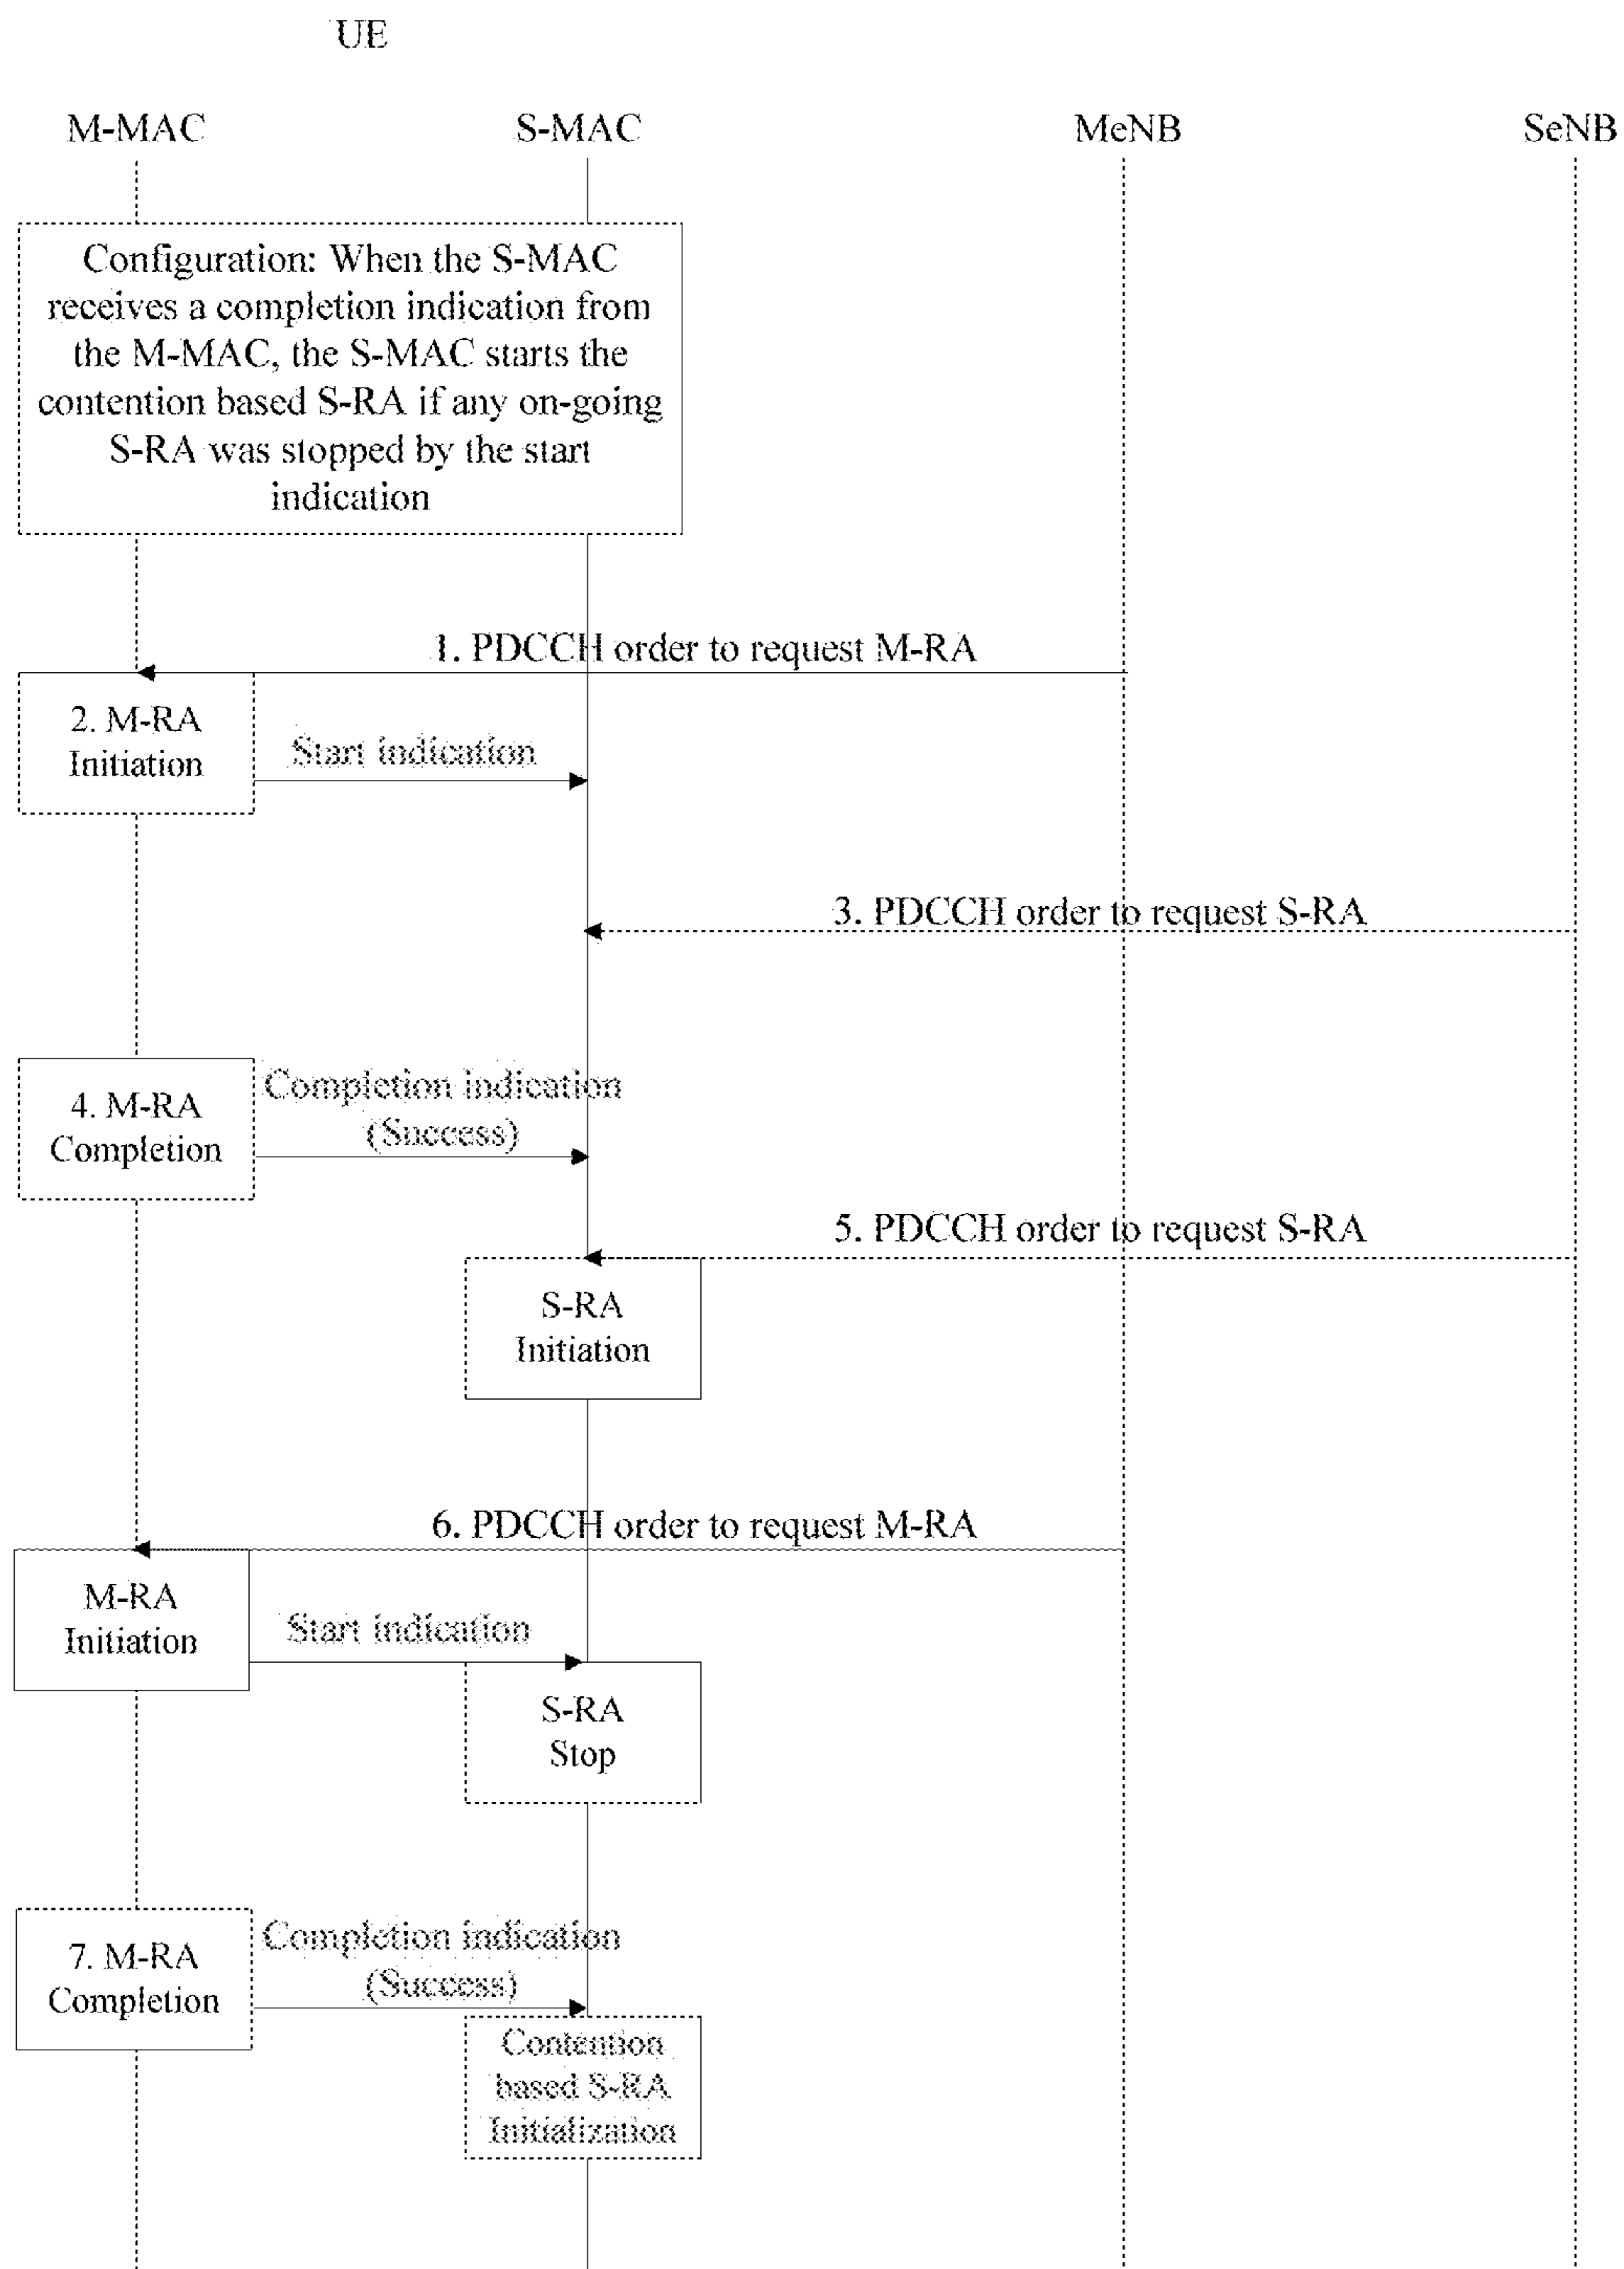 UE
M-MAC
S-MAC
MeNB
SeNB
Configuration: When the S-MAC
receives a completion indication from
the M-MAC, the S-MAC starts the
contention based S-RA if any on-going
S-RA was stopped by the start
indication
1. PDCCH order to request M-RA
2. M-RA
Initiation
Start indication
3. PDCCH order to request S-RA
4. M-RA
Completion
Completion indication
(Success)
5. PDCCH order to request S-RA
S-RA
Initiation
6. PDCCH order to request M-RA
M-RA
Initiation
Start indication
S-RA
Stop
7. M-RA
Completion
Completion indication
(Success)
Contention
based S-RA
Initialization